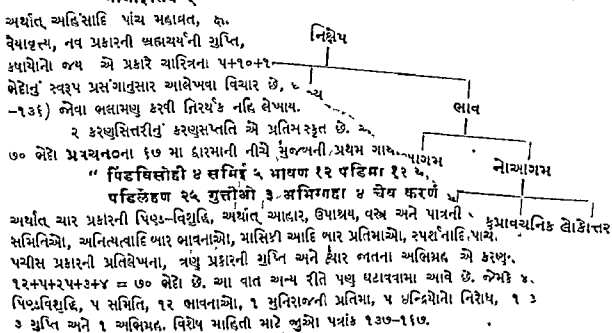 અર્થાત્ અહિંસાદિ પાંચ મહાવ્રત, ક્ષ.
વૈયાવૃત્ત્ય, નવ પ્રકારની બ્રહ્મચર્યની ગુપ્તિ,
નિક્ષેપ
કષાયોનો જય એ પ્રકારે ચારિત્રના ૫+૧૦+૧
ભેદોનું સ્વરૂપ પ્રસંગાનુસાર આલેખવા વિચાર છે,
-૧૩૬) જોવા ભલામણ કરવી નિરર્થક નહિ લેખાય.
ભાવ
૨ કરણસિત્તરીનું કરણસપ્તતિ એ પ્રતિસંસ્કૃત છે.
૭૦ ભેદો પ્રવચન૦ના ૬૭ મા દ્વારમાંની નીચે મુજબની પ્રથમ ગાથા
ગમ
નોઆગમ
" પિંડવિસોહી ૪ સમિઈ ૫ ભાવણ ૧૨ પડિમા ૧૨
પડિલેહણ ૨૫ ગુત્તીઓ ૩ અભિગ્ગહા ૪ ચેવ કરણં
અર્થાત્ ચાર પ્રકારની પિણ્ડ-વિશુદ્ધિ, અર્થાત્ આહાર, ઉપાશ્રય, વસ્ત્ર અને પાત્રની
કુપ્રાવચનિક લોકોત્તર
સમિતિઓ, અનિત્યત્વાદિ બાર ભાવનાઓ, માસિકી આદિ બાર પ્રતિમાઓ, સ્પર્શનાદિ પાંચ
પચીસ પ્રકારની પ્રતિલેખના, ત્રણ પ્રકારની ગુપ્તિ અને ચાર જાતના અભિગ્રહ એ કરણ
૧૨+૫+૨૫+૩+૪ = ૭૦ ભેદો છે. આ વાત અન્ય રીતે પણ ઘટાવવામાં આવે છે. જેમકે ૪
પિણ્ડવિશુદ્ધિ, ૫ સમિતિ, ૧૨ ભાવનાઓ, ૧ મુનિરાજની પ્રતિમા, ૫ ઇન્દ્રિયોનો નિરોધ, ૧
૩ ગુપ્તિ અને ૧ અભિગ્રહ. વિશેષ માહિતી માટે જુઓ પત્રાંક ૧૩૭-૧૬૭.